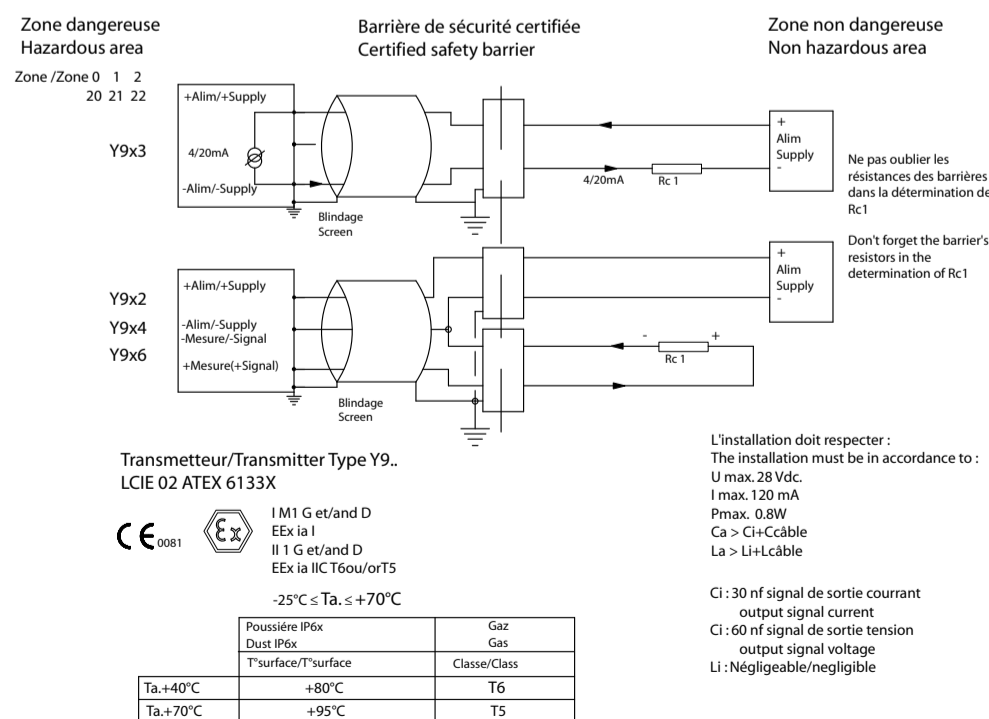 Zone dangereuse
Hazardous area
Barrière de sécurité certifiée
Certified safety barrier
Zone non dangereuse
Non hazardous area
Zone /Zone 0 1 2
20 21 22
Y9x3
+Alim/+Supply
4/20mA
-Alim/-Supply
Blindage
Screen
4/20mA
Rc 1
+
Alim
Supply
-
Ne pas oublier les
résistances des barrières
dans la détermination de
Rc1
Don't forget the barrier's
resistors in the
determination of Rc1
Y9x2
Y9x4
Y9x6
+Alim/+Supply
-Alim/-Supply
-Mesure/-Signal
+Mesure(+Signal)
Blindage
Screen
+
Alim
Supply
-
- +
Rc 1
Transmetteur/Transmitter Type Y9..
LCIE 02 ATEX 6133X
CE 0081
Ex
I M1 G et/and D
EEx ia I
II 1 G et/and D
EEx ia IIC T6ou/orT5
-25°C ≤ Ta. ≤ +70°C
Poussiére IP6x Gaz
Dust IP6x Gas
T°surface/T°surface Classe/Class
Ta.+40°C +80°C T6
Ta.+70°C +95°C T5
L'installation doit respecter :
The installation must be in accordance to :
U max. 28 Vdc.
I max. 120 mA
Pmax. 0.8W
Ca > Ci+Ccâble
La > Li+Lcâble
Ci : 30 nf signal de sortie courrant
output signal current
Ci : 60 nf signal de sortie tension
output signal voltage
Li : Négligeable/negligible